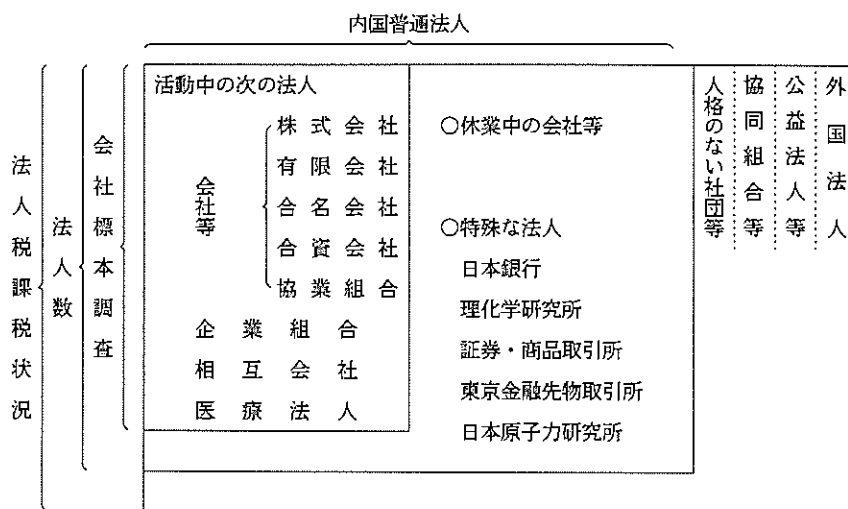 内国普通法人
法人税課税状況
法人数
会社標本調査
活動中の次の法人
会社等
株式会社
有限会社
合名会社
合資会社
協業組合
企業組合
相互会社
医療法人
○休業中の会社等
○特殊な法人
日本銀行
理化学研究所
証券・商品取引所
東京金融先物取引所
日本原子力研究所
人格のない社団等
協同組合等
公益法人等
外国法人